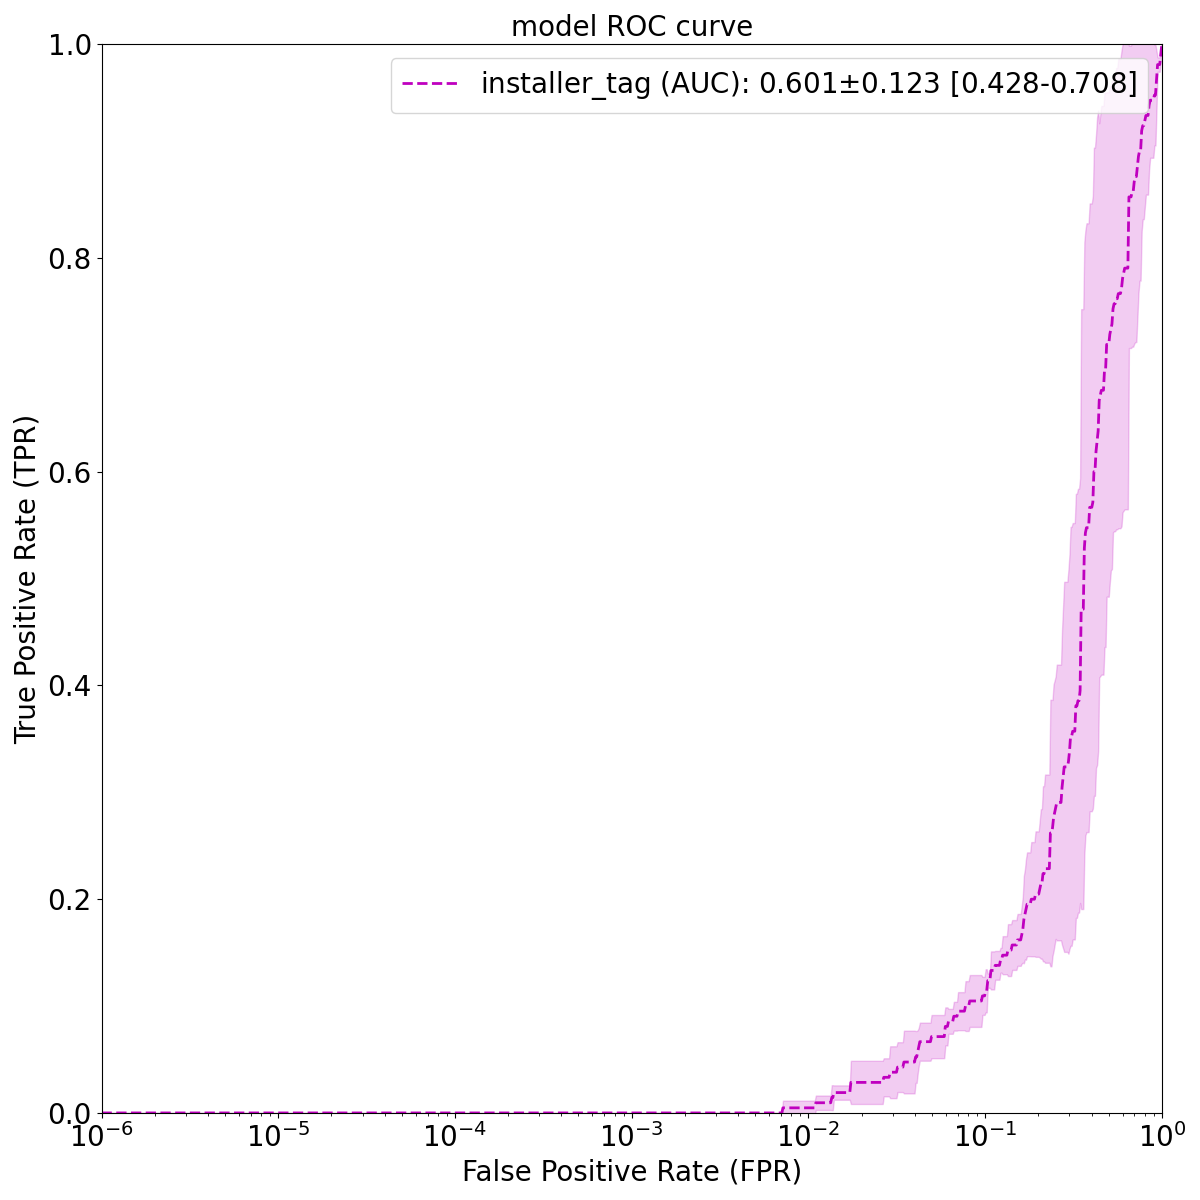 model ROC curve
installer_tag (AUC): 0.601±0.123 [0.428-0.708]
True Positive Rate (TPR)
1.0
0.8
0.6
0.4
0.2
0.0
10⁻⁶ 10⁻⁵ 10⁻⁴ 10⁻³ 10⁻² 10⁻¹ 10⁰
False Positive Rate (FPR)